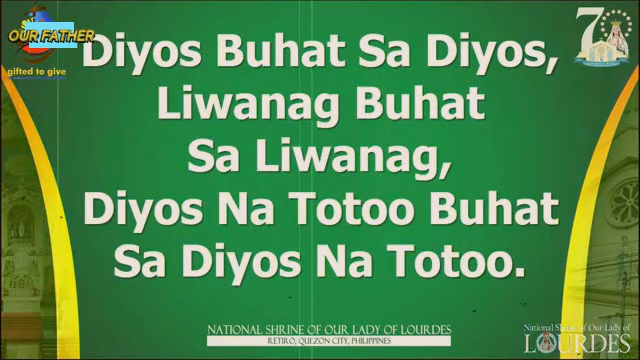 OUR FATHER
gifted to give
70
Diyos Buhat Sa Diyos,
Liwanag Buhat
Sa Liwanag,
Diyos Na Totoo Buhat
Sa Diyos Na Totoo.
NATIONAL SHRINE OF OUR LADY OF LOURDES
RETIRO, QUEZON CITY, PHILIPPINES
National Shrine of Our Lady of
LOURDES